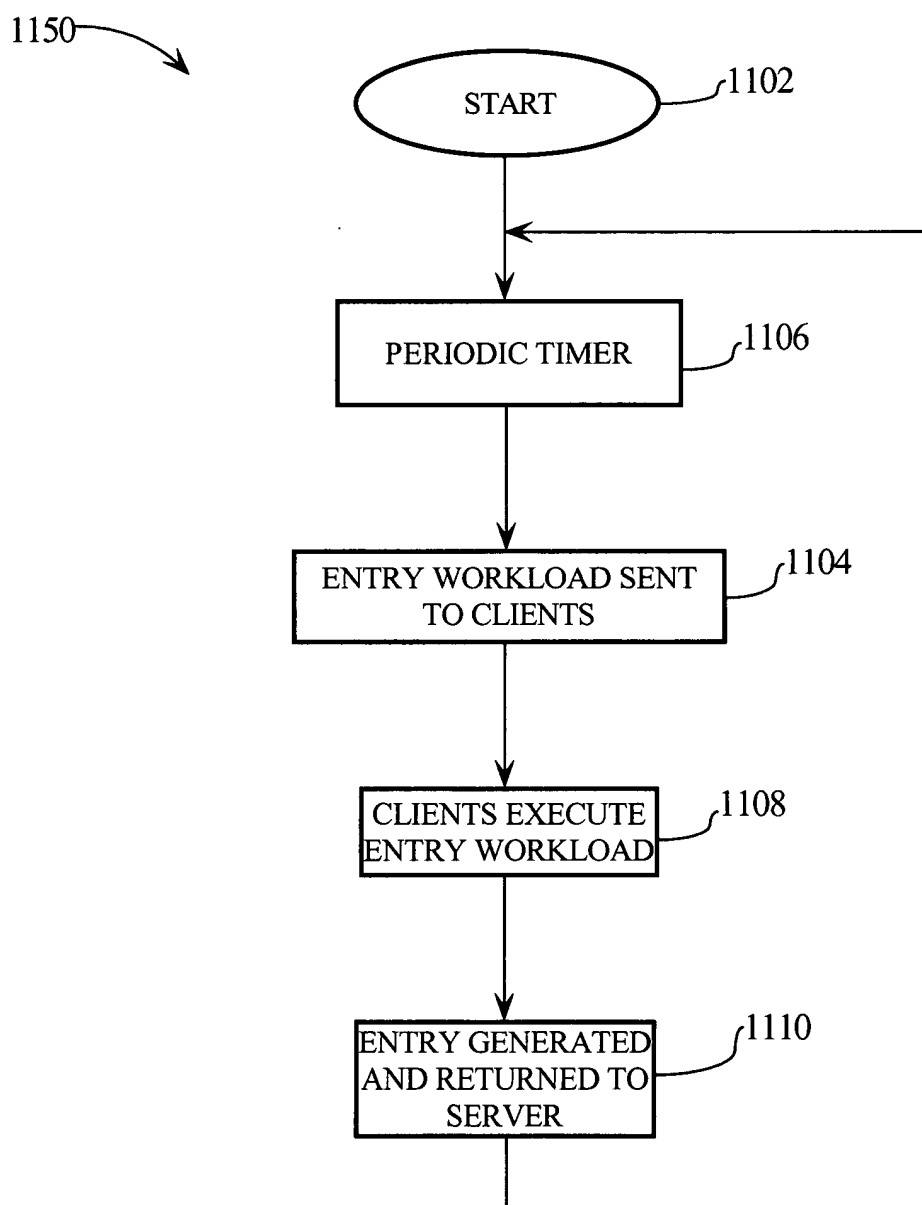 1150
START
1102
PERIODIC TIMER
1106
ENTRY WORKLOAD SENT
TO CLIENTS
1104
CLIENTS EXECUTE
ENTRY WORKLOAD
1108
ENTRY GENERATED
AND RETURNED TO
SERVER
1110